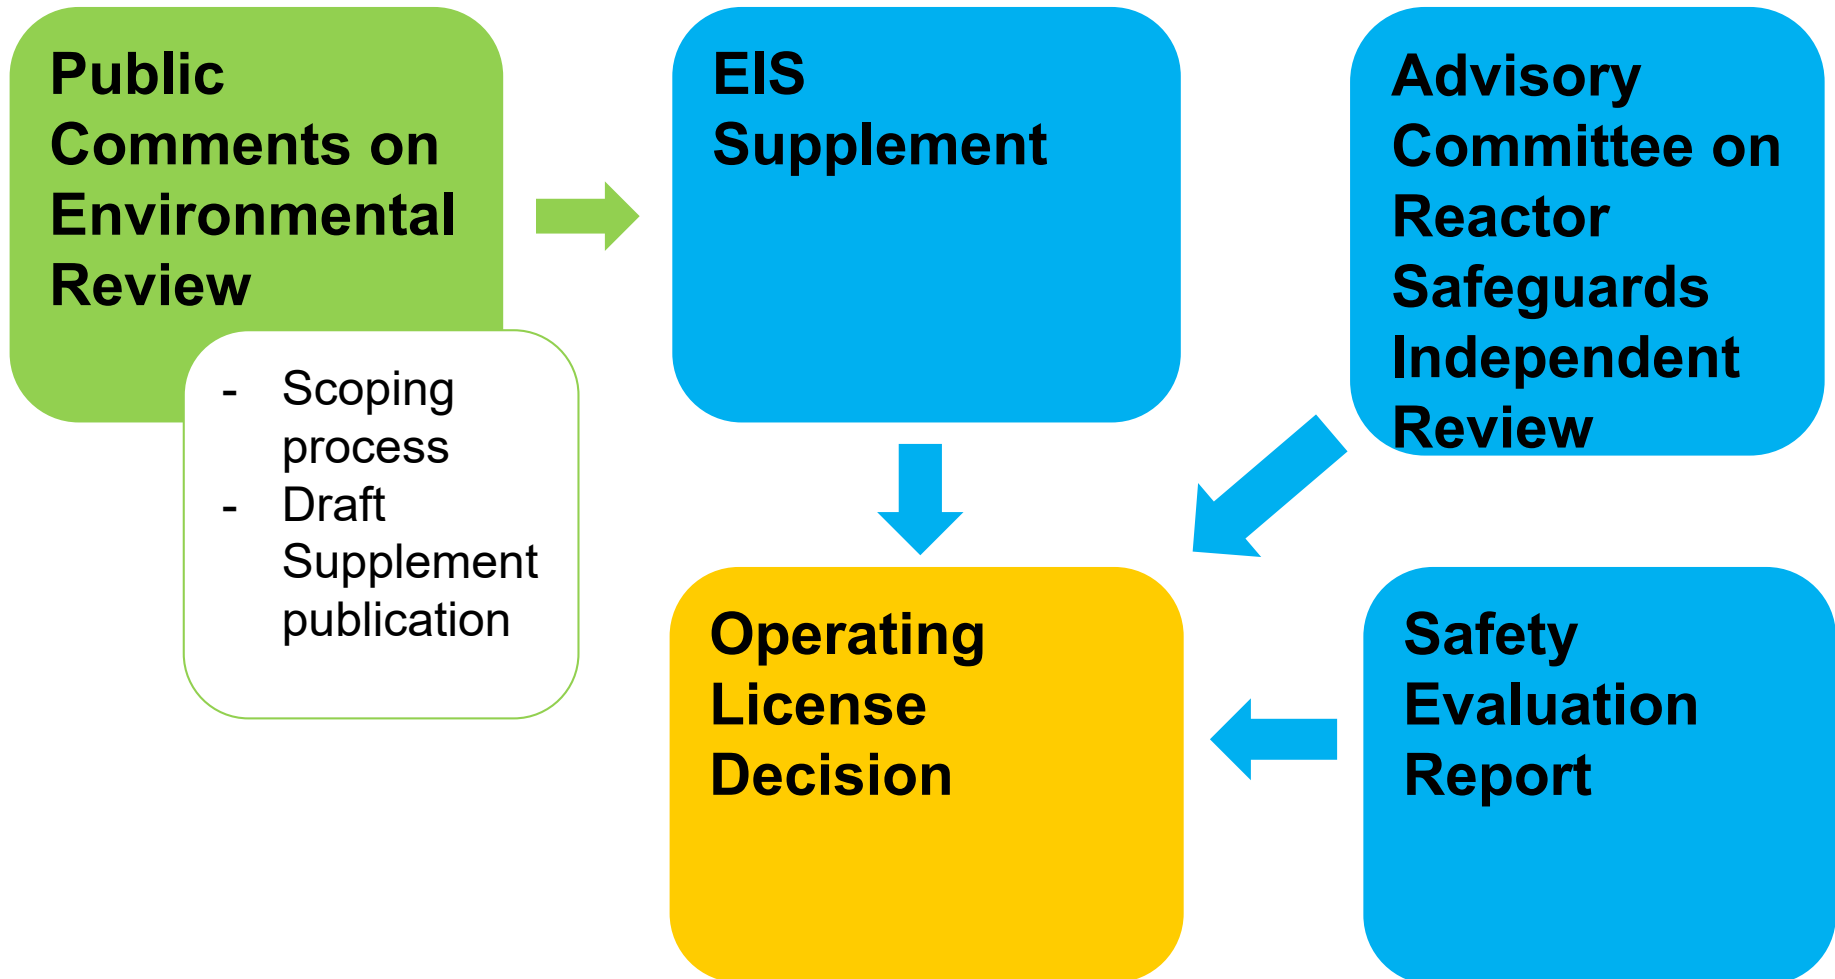 Public
Comments on
Environmental
Review
- Scoping
process
- Draft
Supplement
publication
EIS
Supplement
Advisory
Committee on
Reactor
Safeguards
Independent
Review
Operating
License
Decision
Safety
Evaluation
Report